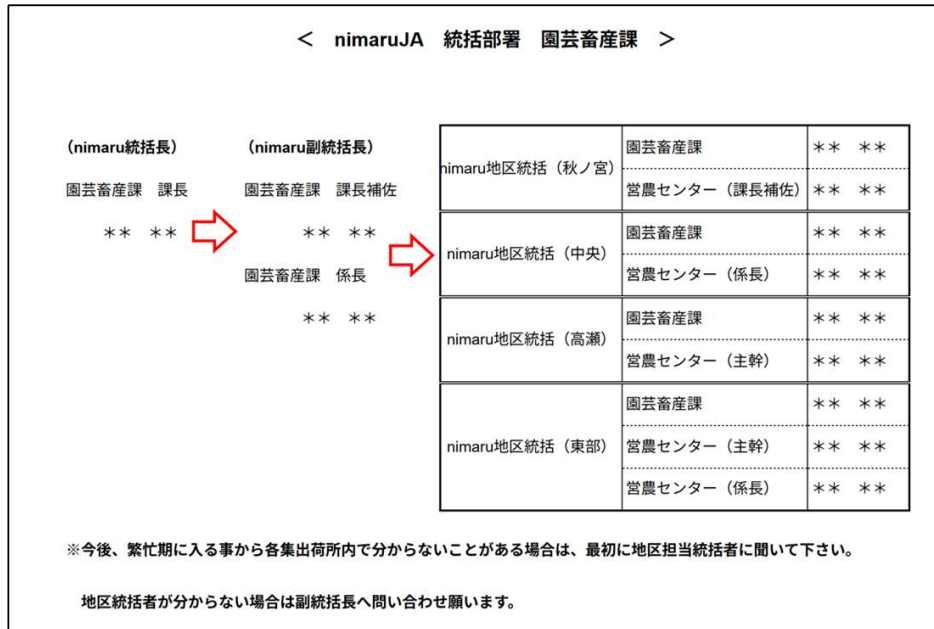 ＜　nimaruJA　統括部署　園芸畜産課　＞
（nimaru統括長）
園芸畜産課　課長
＊＊　＊＊
（nimaru副統括長）
園芸畜産課　課長補佐
＊＊　＊＊
園芸畜産課　係長
＊＊　＊＊
nimaru地区統括（秋ノ宮）
園芸畜産課　＊＊　＊＊
営農センター（課長補佐）　＊＊　＊＊
nimaru地区統括（中央）
園芸畜産課　＊＊　＊＊
営農センター（係長）　＊＊　＊＊
nimaru地区統括（高瀬）
園芸畜産課　＊＊　＊＊
営農センター（主幹）　＊＊　＊＊
nimaru地区統括（東部）
園芸畜産課　＊＊　＊＊
営農センター（主幹）　＊＊　＊＊
営農センター（係長）　＊＊　＊＊
※今後、繁忙期に入る事から各集出荷所内で分からないことがある場合は、最初に地区担当統括者に聞いて下さい。
地区統括者が分からない場合は副統括長へ問い合わせ願います。